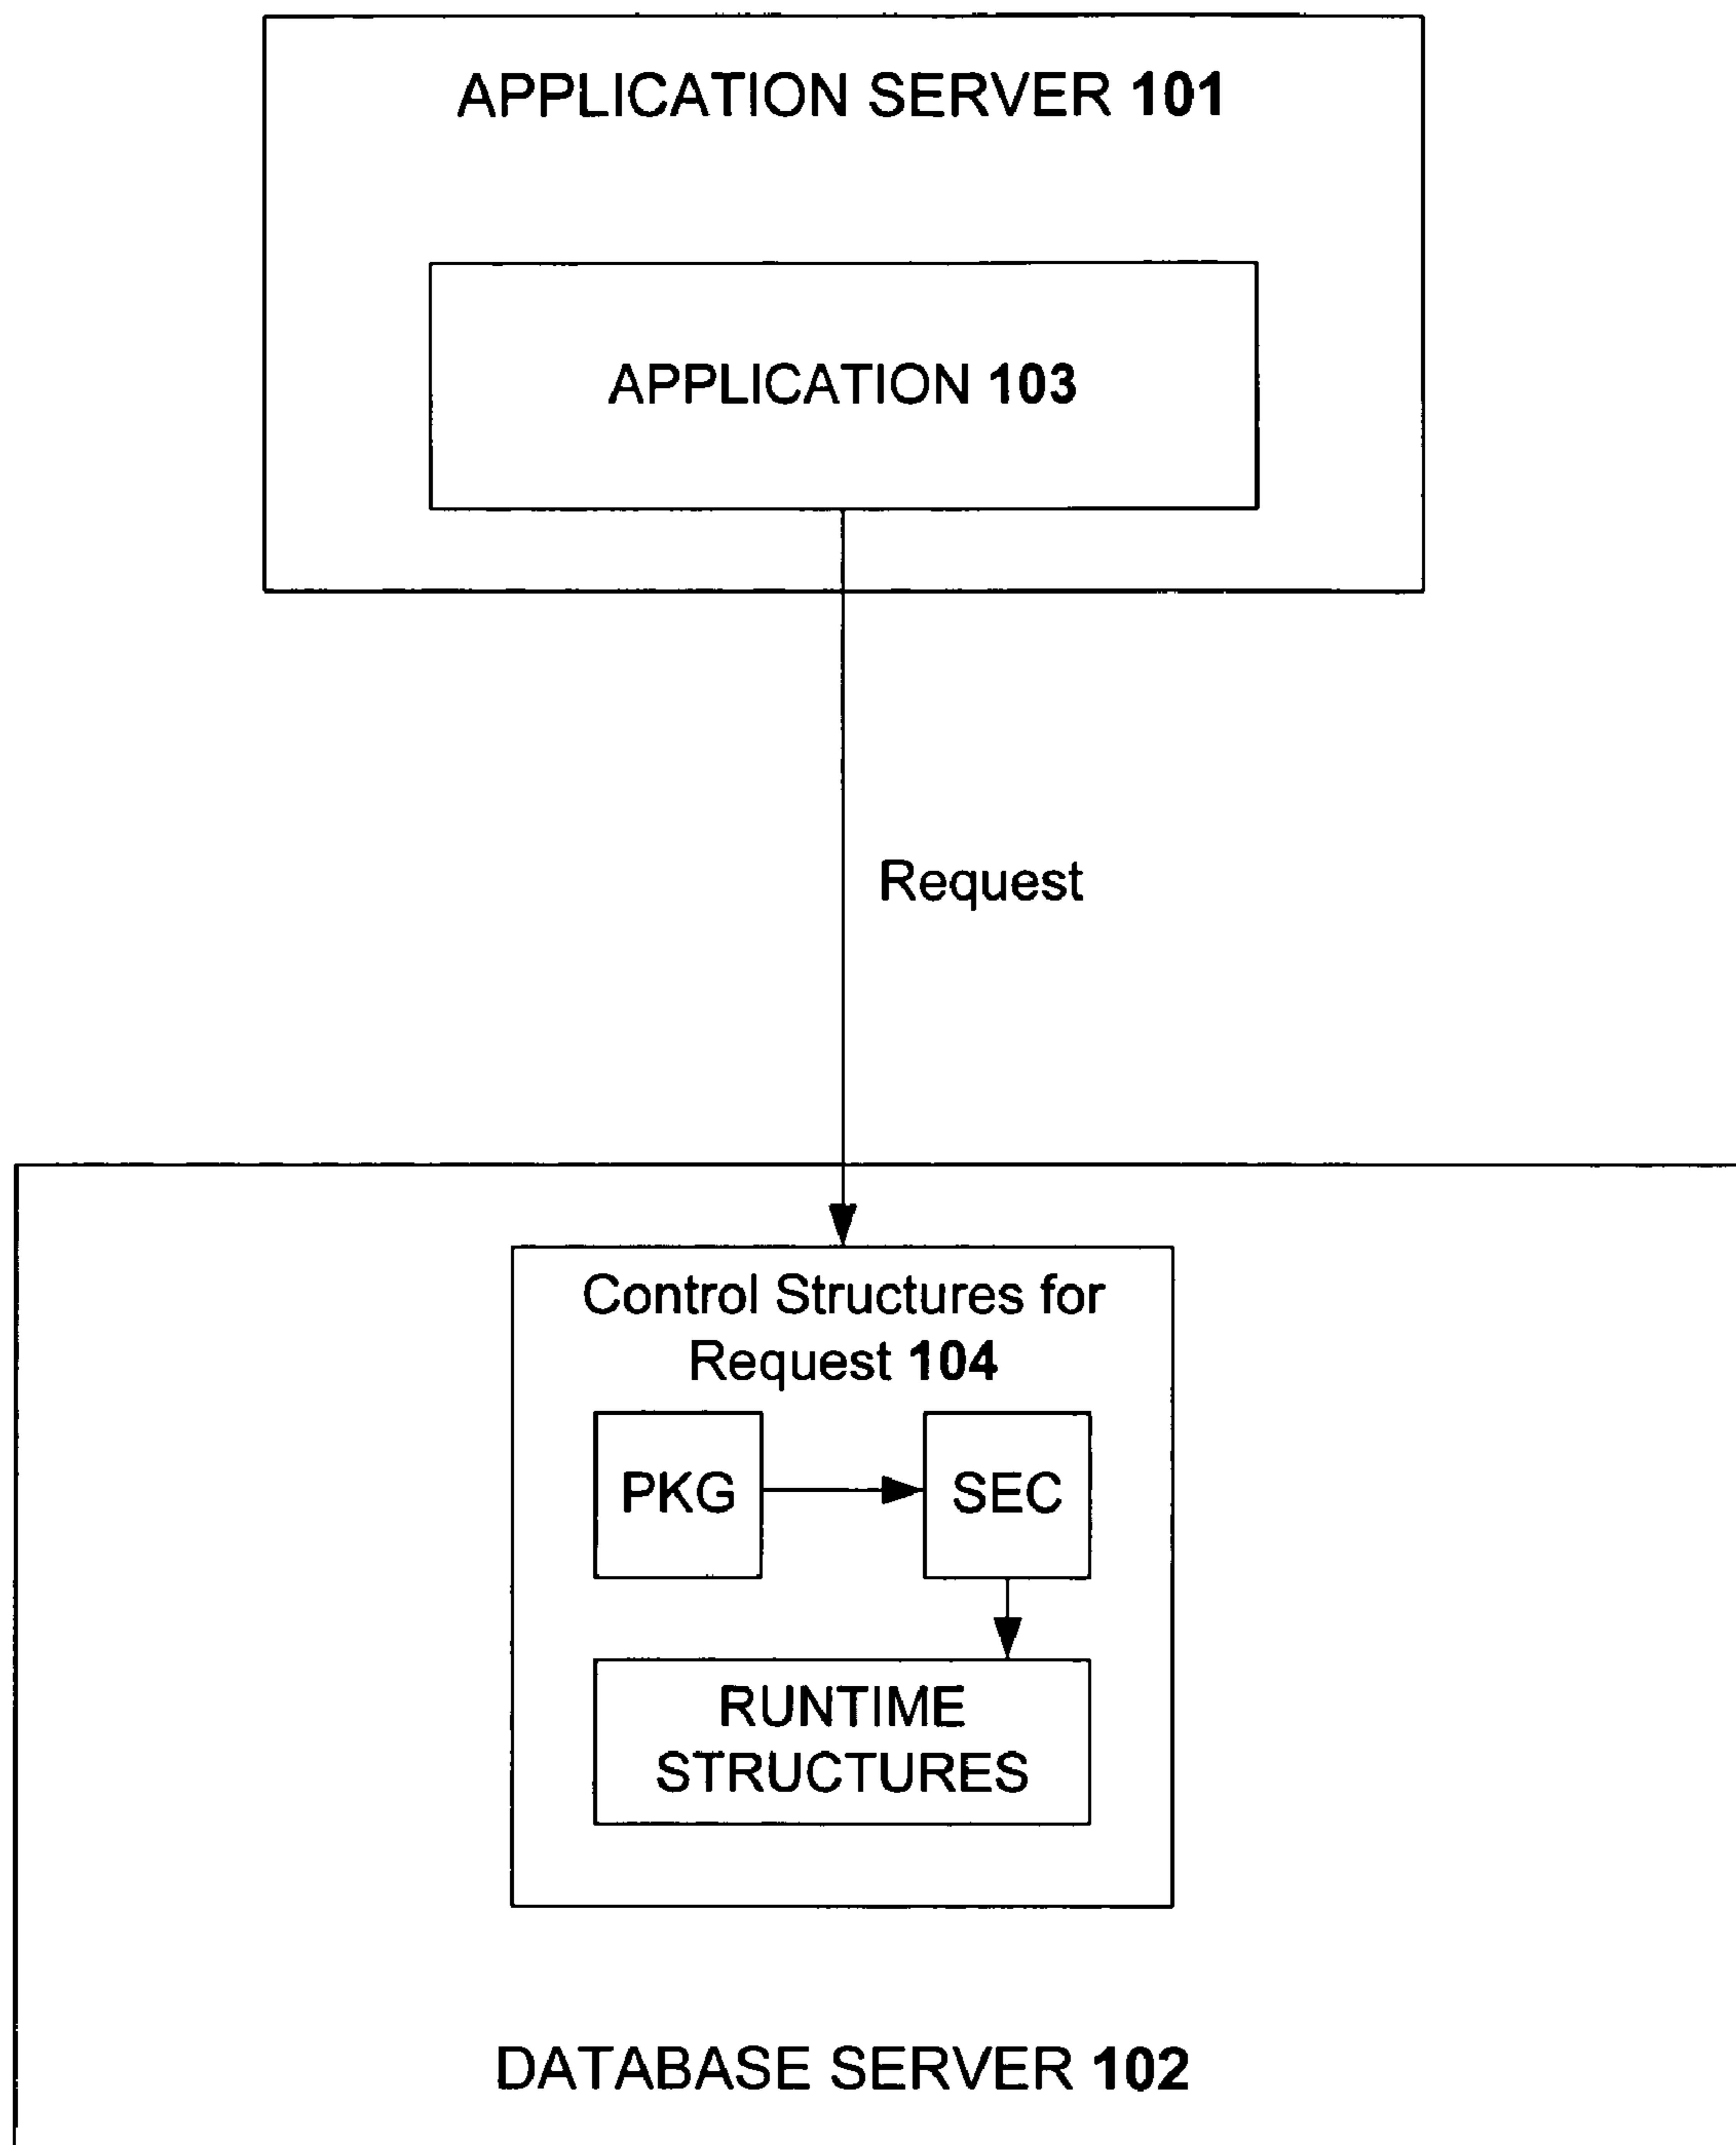 APPLICATION SERVER 101
APPLICATION 103
Request
Control Structures for
Request 104
PKG
SEC
RUNTIME
STRUCTURES
DATABASE SERVER 102